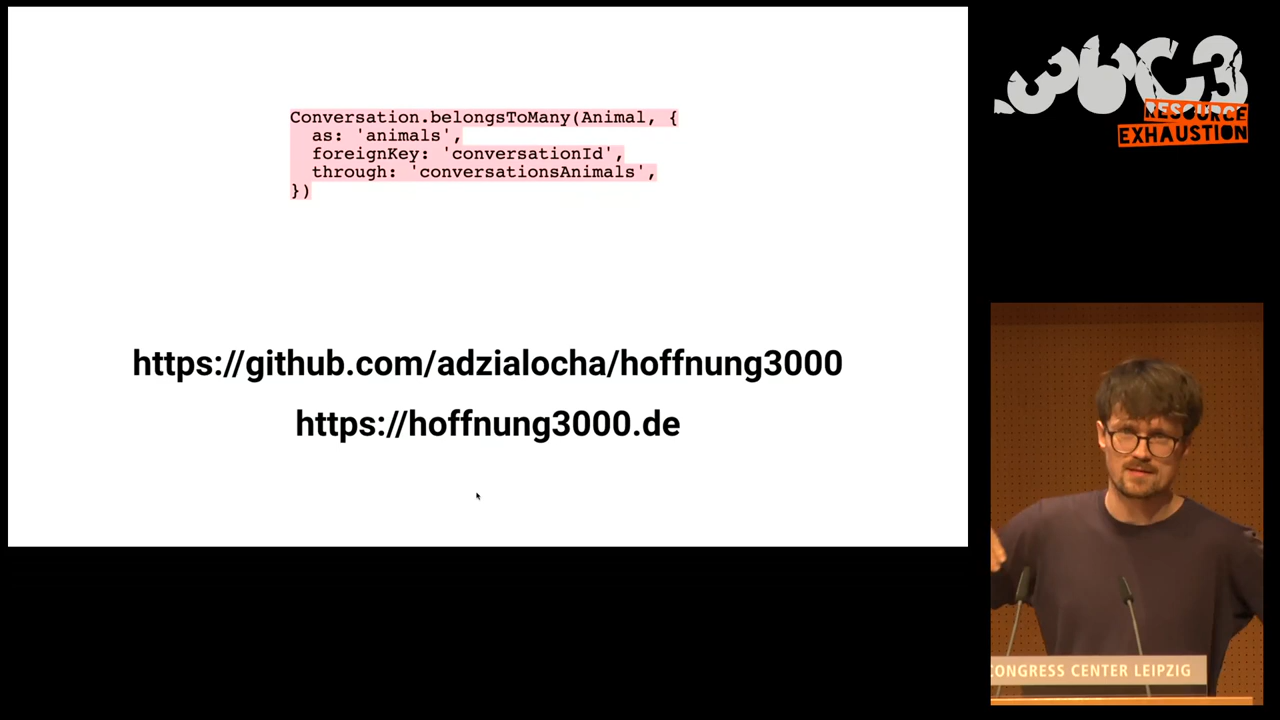 Conversation.belongsToMany(Animal, {
as: 'animals',
foreignKey: 'conversationId',
through: 'conversationsAnimals',
})
https://github.com/adzialocha/hoffnung3000
https://hoffnung3000.de
36C3
RESOURCE
EXHAUSTION
CONGRESS CENTER LEIPZIG